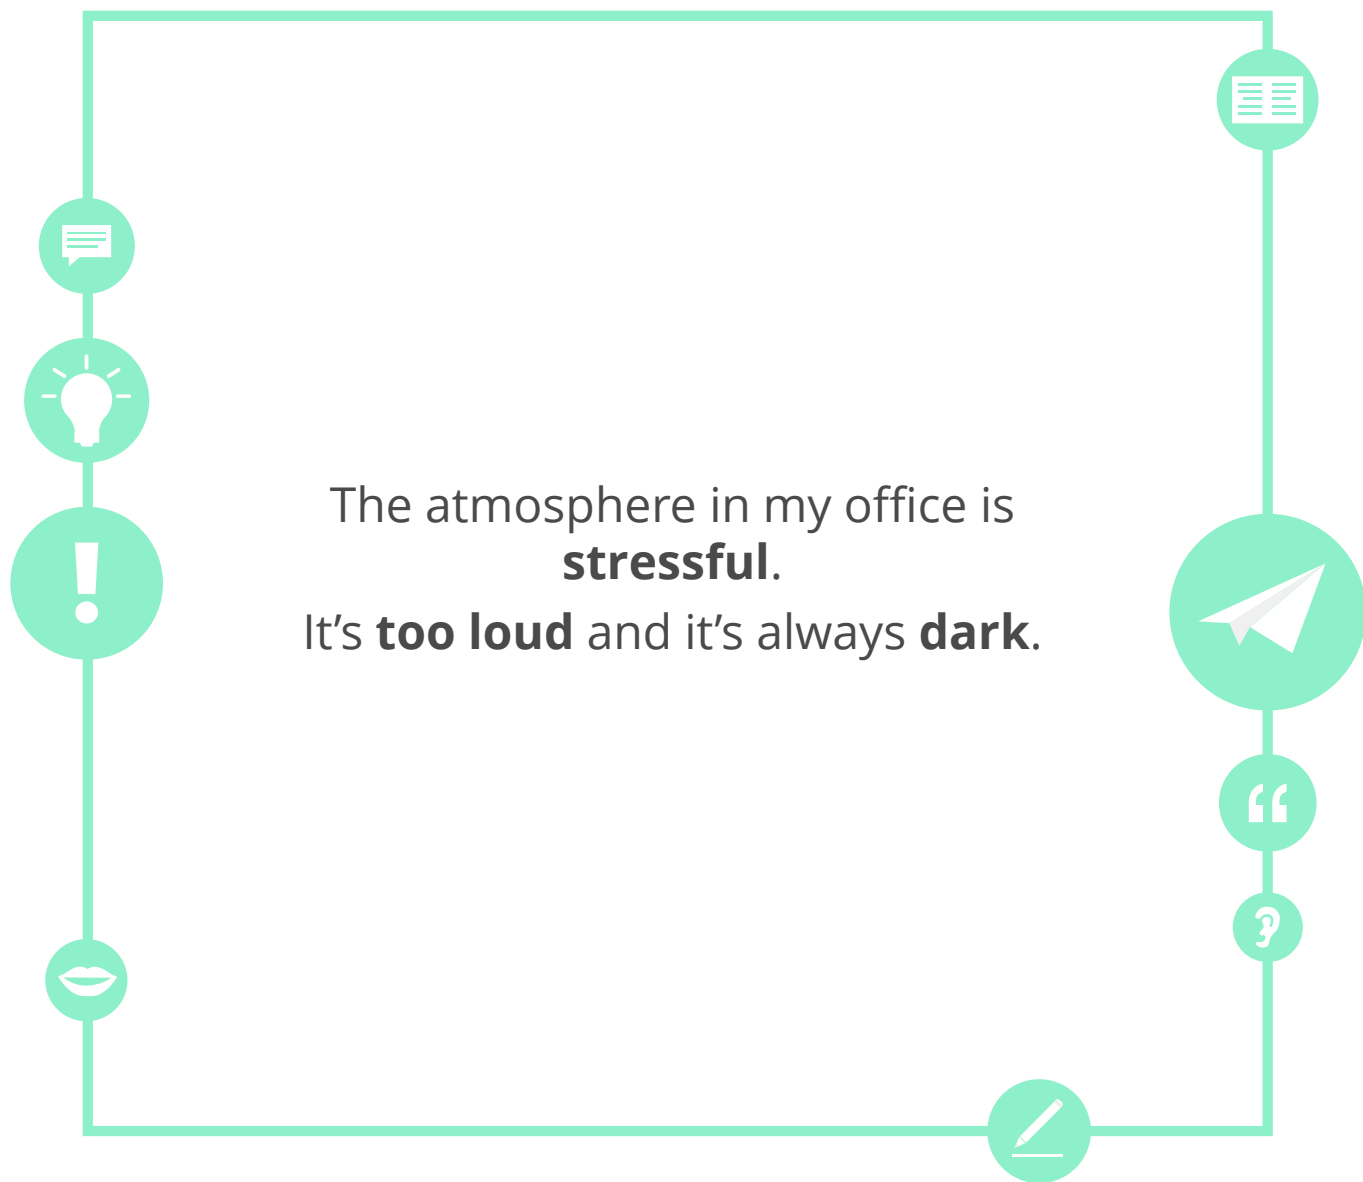 The atmosphere in my office is
stressful.
It’s too loud and it’s always dark.